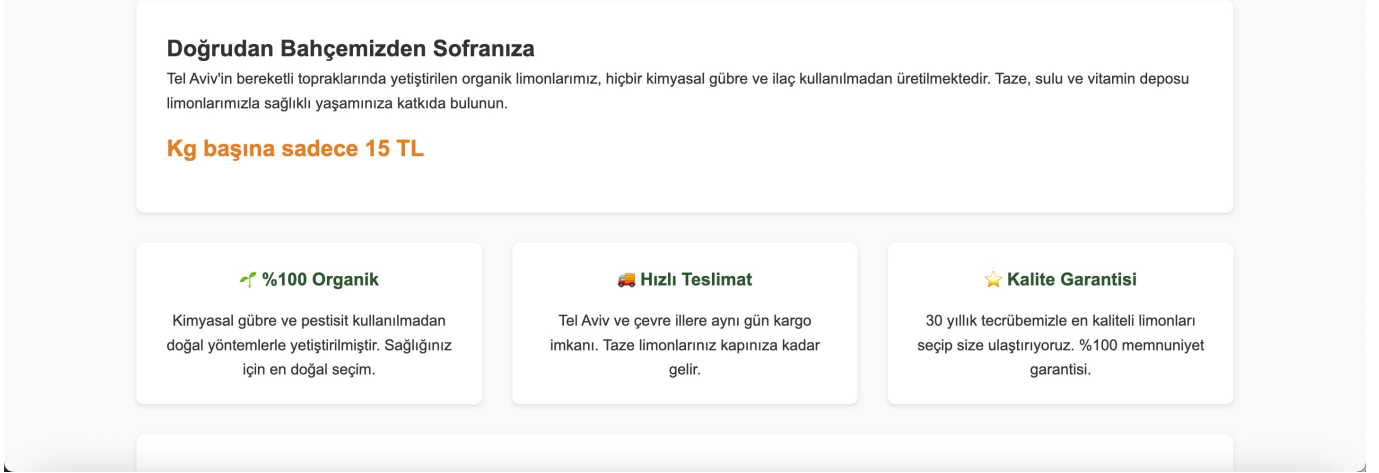 Doğrudan Bahçemizden Sofranıza
Tel Aviv'in bereketli topraklarında yetiştirilen organik limonlarımız, hiçbir kimyasal gübre ve ilaç kullanılmadan üretilmektedir. Taze, sulu ve vitamin deposu
limonlarımızla sağlıklı yaşamınıza katkıda bulunun.
Kg başına sadece 15 TL
🌱 %100 Organik
Kimyasal gübre ve pestisit kullanılmadan
doğal yöntemlerle yetiştirilmiştir. Sağlığınız
için en doğal seçim.
🚚 Hızlı Teslimat
Tel Aviv ve çevre illere aynı gün kargo
imkanı. Taze limonlarınız kapınıza kadar
gelir.
⭐ Kalite Garantisi
30 yıllık tecrübemizle en kaliteli limonları
seçip size ulaştırıyoruz. %100 memnuniyet
garantisi.